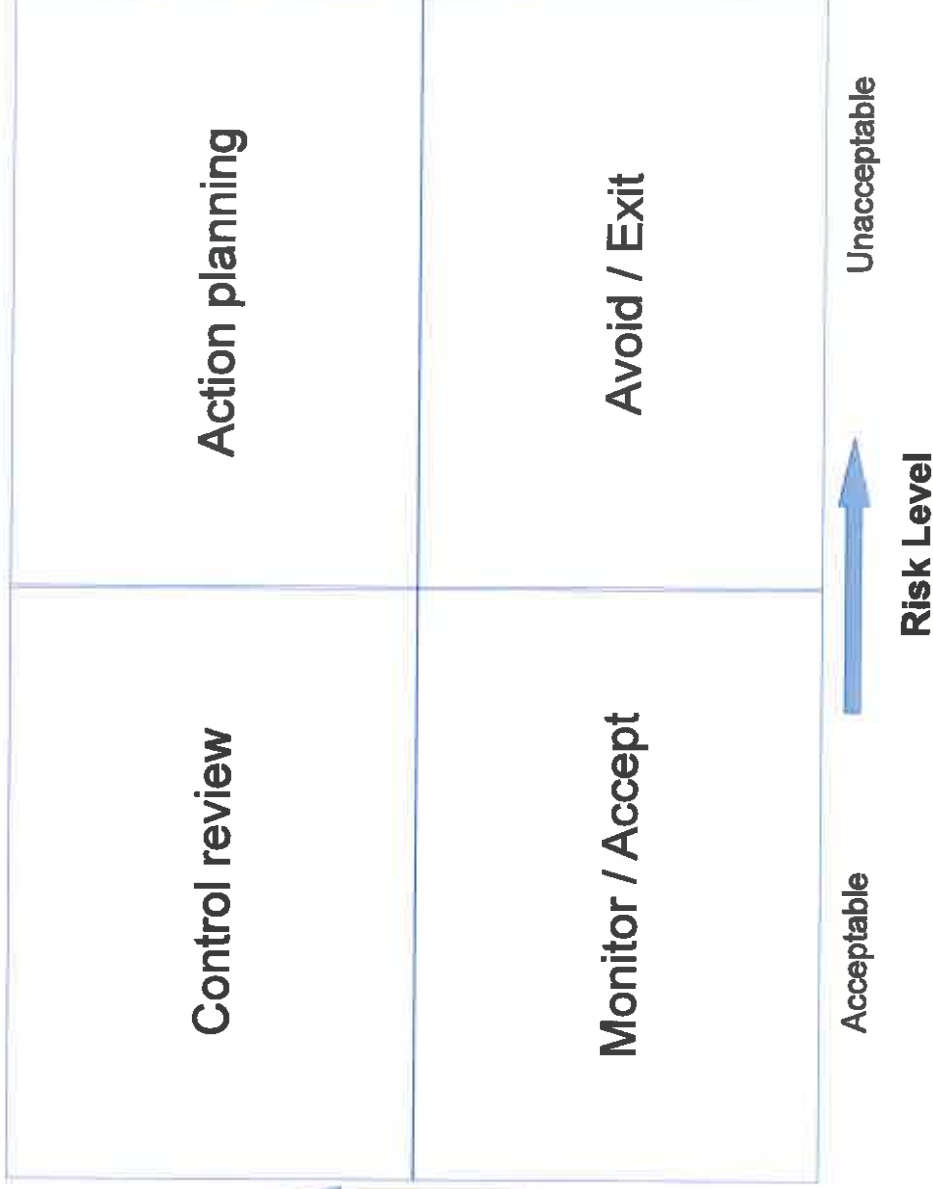 Control review
Action planning
Monitor / Accept
Avoid / Exit
Acceptable
Unacceptable
Risk Level